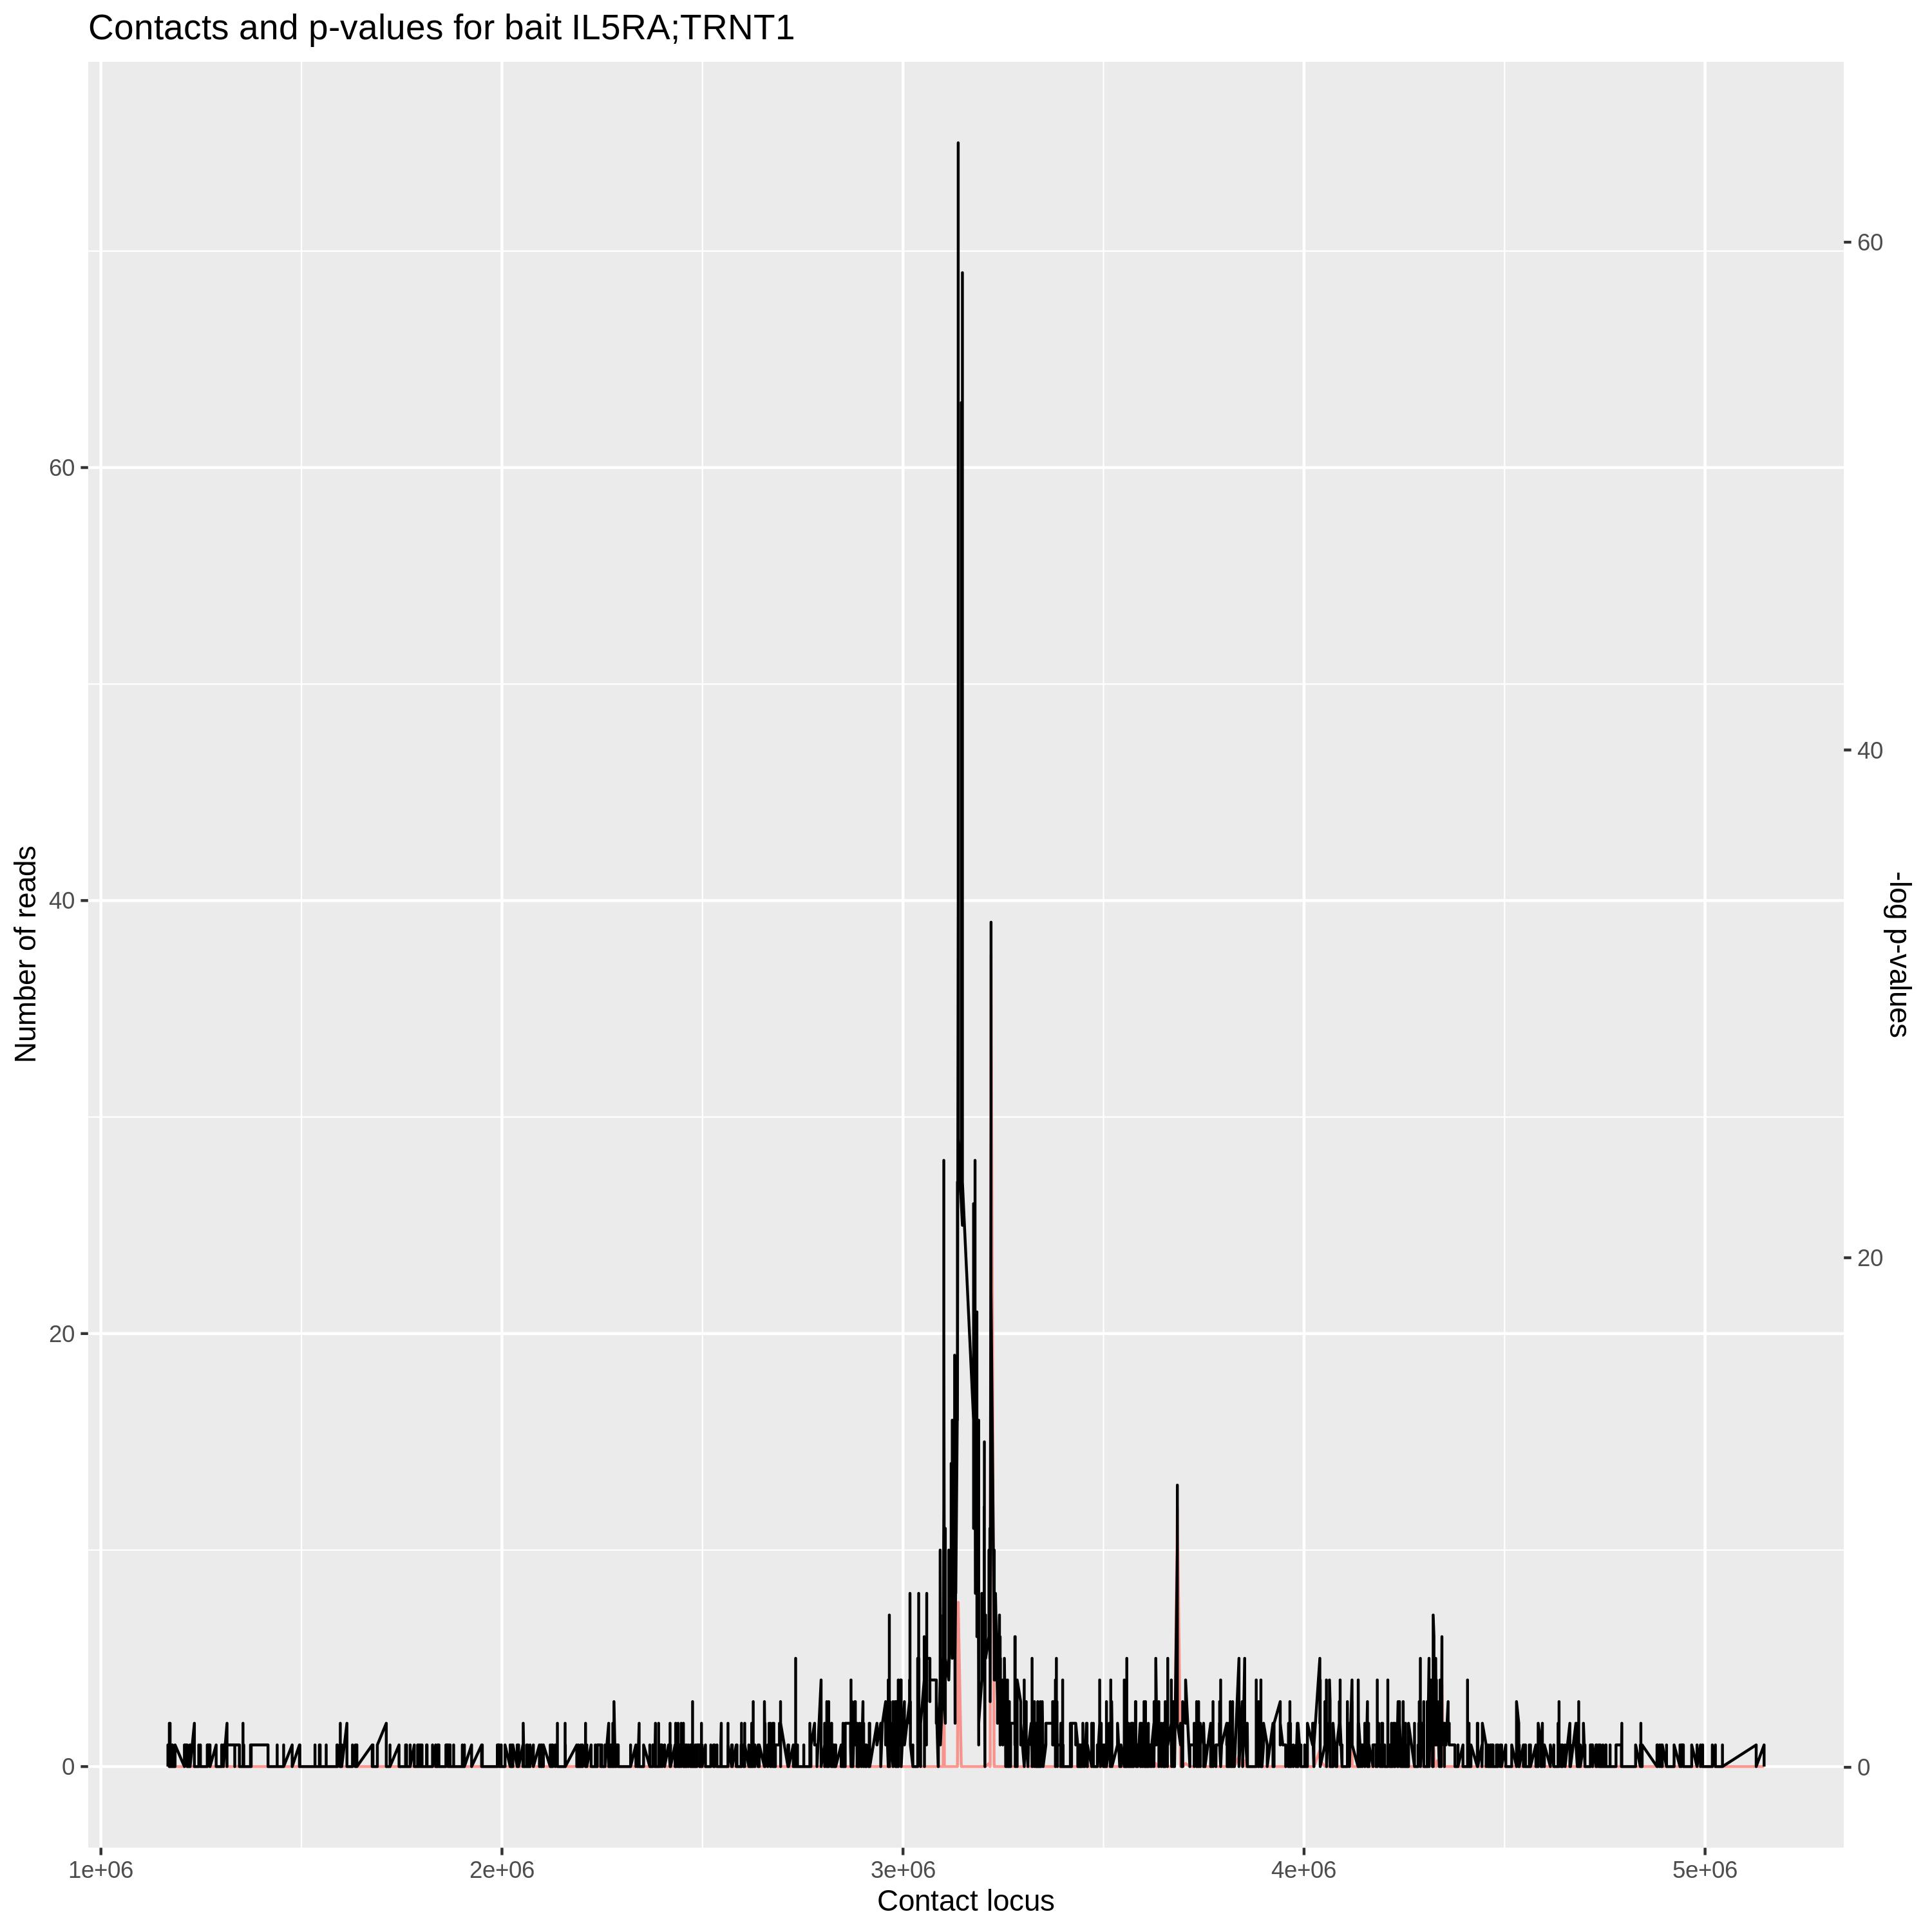 Contacts and p-values for bait IL5RA;TRNT1
60
40
20
0
Number of reads
60
40
20
0
-log p-values
1e+06
2e+06
3e+06
4e+06
5e+06
Contact locus